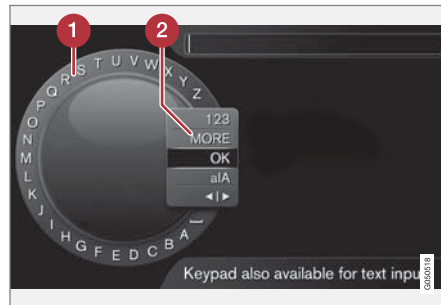 1
2
A B C D E F G H I J K L M N O P Q R S T U V W X Y Z
123
MORE
OK
a|A
◄|►
Keypad also available for text inpu
G050518